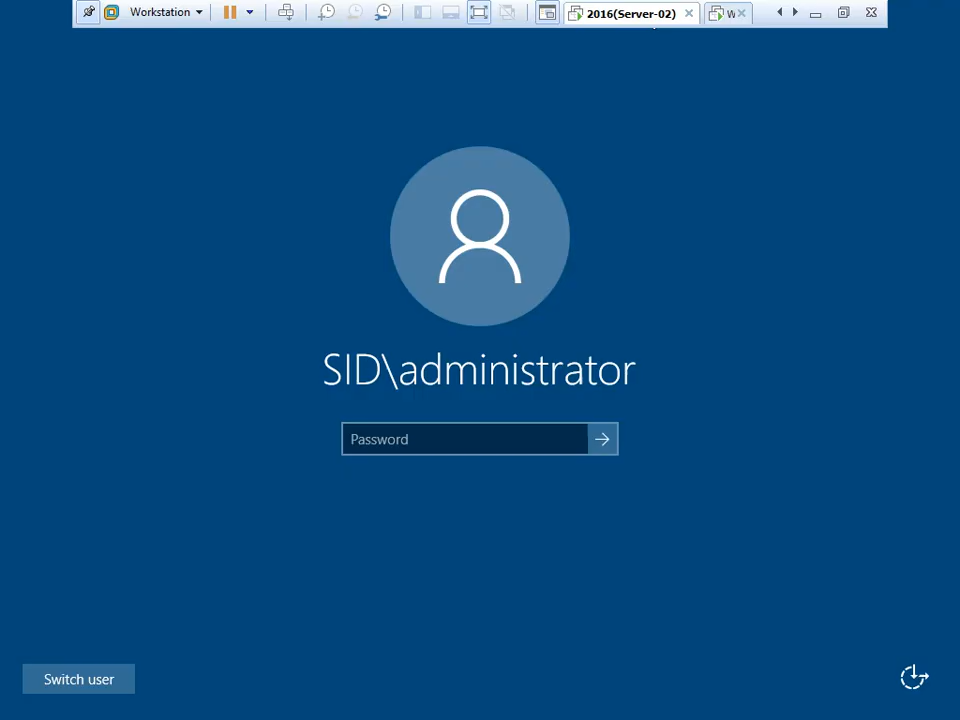 Workstation
2016(Server-02)
W
SID\administrator
Password
Switch user